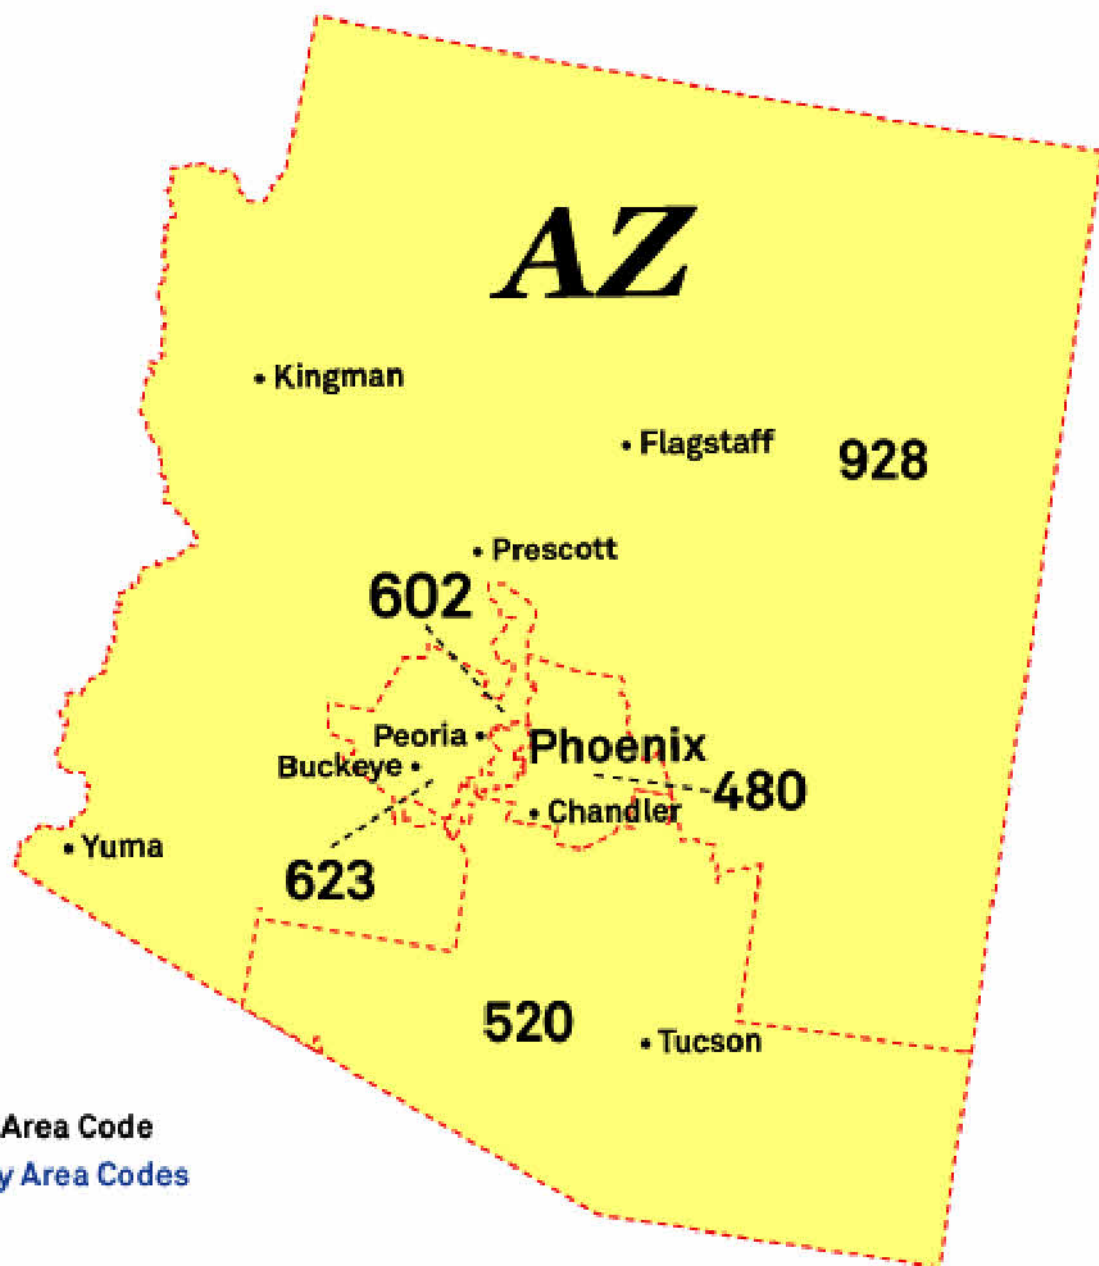 AZ
Kingman
Flagstaff
928
Prescott
602
Peoria
Phoenix
Buckeye
480
Chandler
Yuma
623
520
Tucson
Area Code
y Area Codes